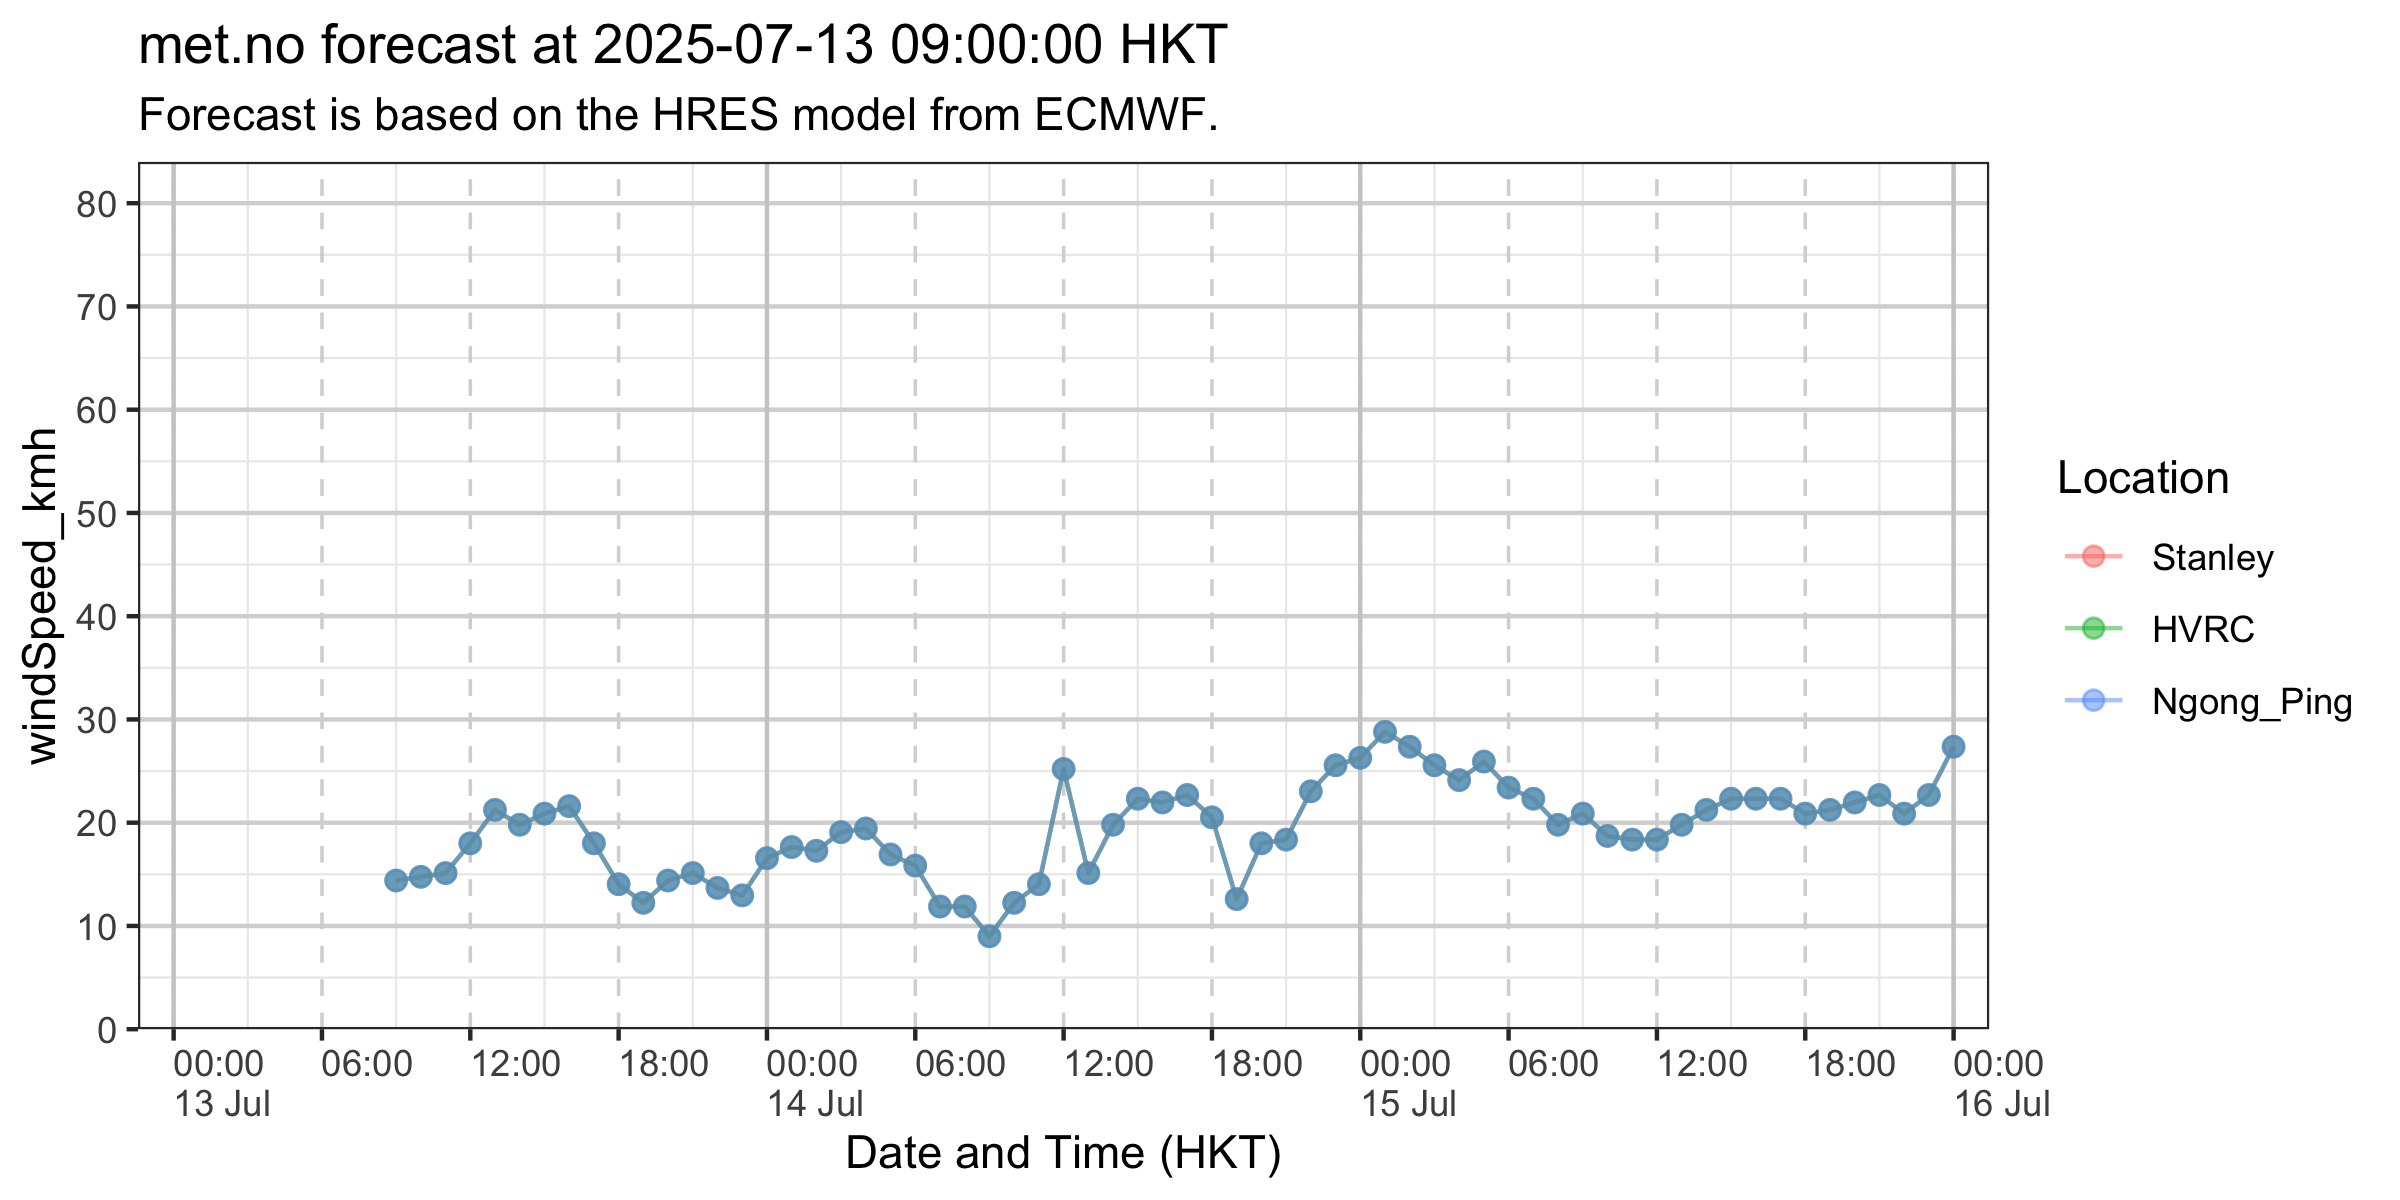 met.no forecast at 2025-07-13 09:00:00 HKT
Forecast is based on the HRES model from ECMWF.
windSpeed_kmh
80
70
60
50
40
30
20
10
0
00:00 06:00 12:00 18:00 00:00 06:00 12:00 18:00 00:00 06:00 12:00 18:00 00:00
13 Jul 14 Jul 15 Jul 16 Jul
Date and Time (HKT)
Location
Stanley
HVRC
Ngong_Ping